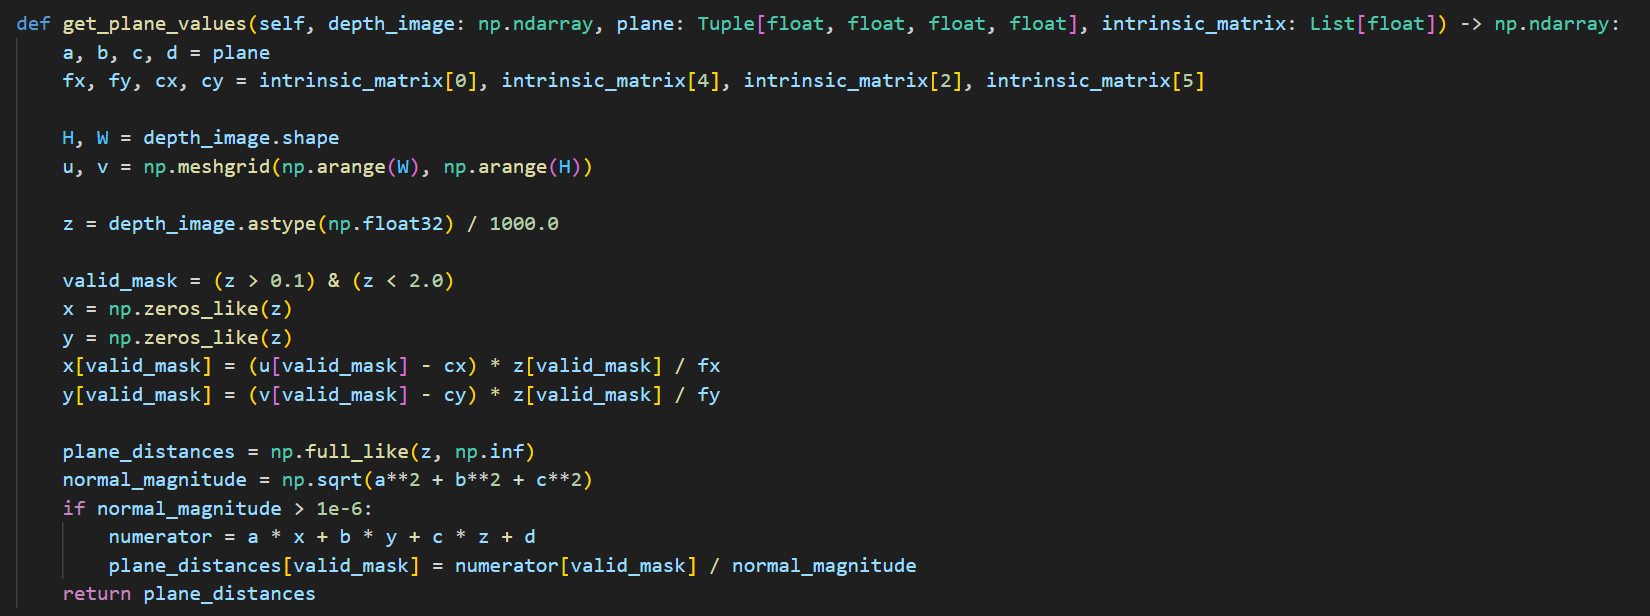 def get_plane_values(self, depth_image: np.ndarray, plane: Tuple[float, float, float, float], intrinsic_matrix: List[float]) -> np.ndarray:
    a, b, c, d = plane
    fx, fy, cx, cy = intrinsic_matrix[0], intrinsic_matrix[4], intrinsic_matrix[2], intrinsic_matrix[5]

    H, W = depth_image.shape
    u, v = np.meshgrid(np.arange(W), np.arange(H))

    z = depth_image.astype(np.float32) / 1000.0

    valid_mask = (z > 0.1) & (z < 2.0)
    x = np.zeros_like(z)
    y = np.zeros_like(z)
    x[valid_mask] = (u[valid_mask] - cx) * z[valid_mask] / fx
    y[valid_mask] = (v[valid_mask] - cy) * z[valid_mask] / fy

    plane_distances = np.full_like(z, np.inf)
    normal_magnitude = np.sqrt(a**2 + b**2 + c**2)
    if normal_magnitude > 1e-6:
        numerator = a * x + b * y + c * z + d
        plane_distances[valid_mask] = numerator[valid_mask] / normal_magnitude
    return plane_distances